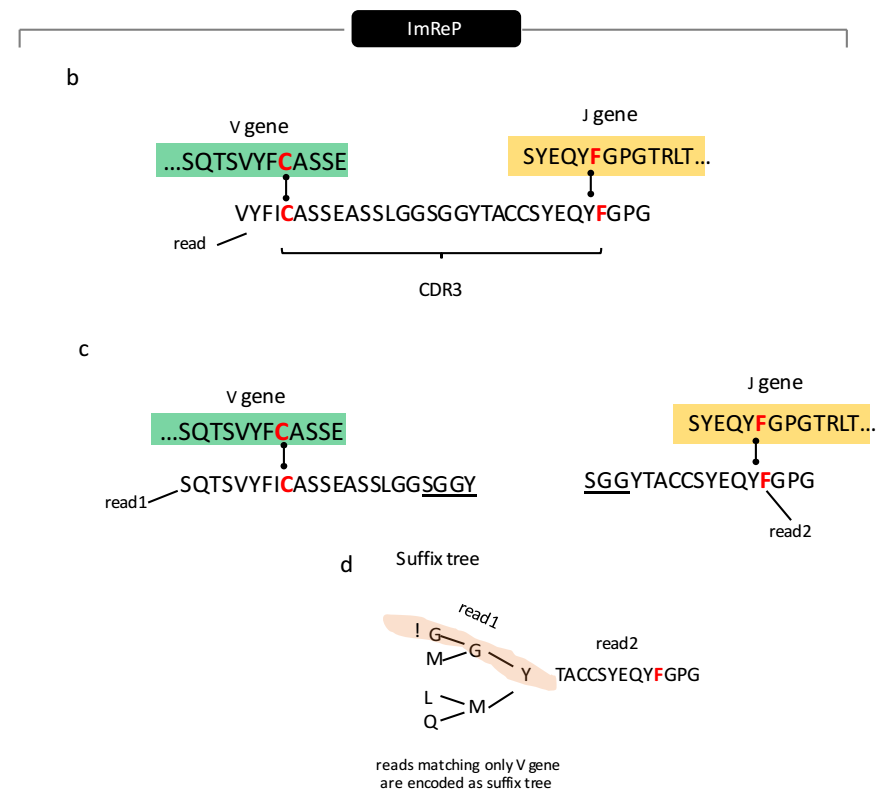 ImReP
b
V gene
J gene
...SQTSVYFCASSE
SYEQYFGPGTRLT...
VYFICASSEASSLGGSGGYTACCSYEQYFGPG
read
CDR3
c
V gene
J gene
...SQTSVYFCASSE
SYEQYFGPGTRLT...
SQTSVYFICASSEASSLGGSGGY
SGGYTACCSYEQYFGPG
read1
read2
d
Suffix tree
read1
read2
! G
M
G
Y
TACCSYEQYFGPG
L
M
Q
reads matching only V gene
are encoded as suffix tree